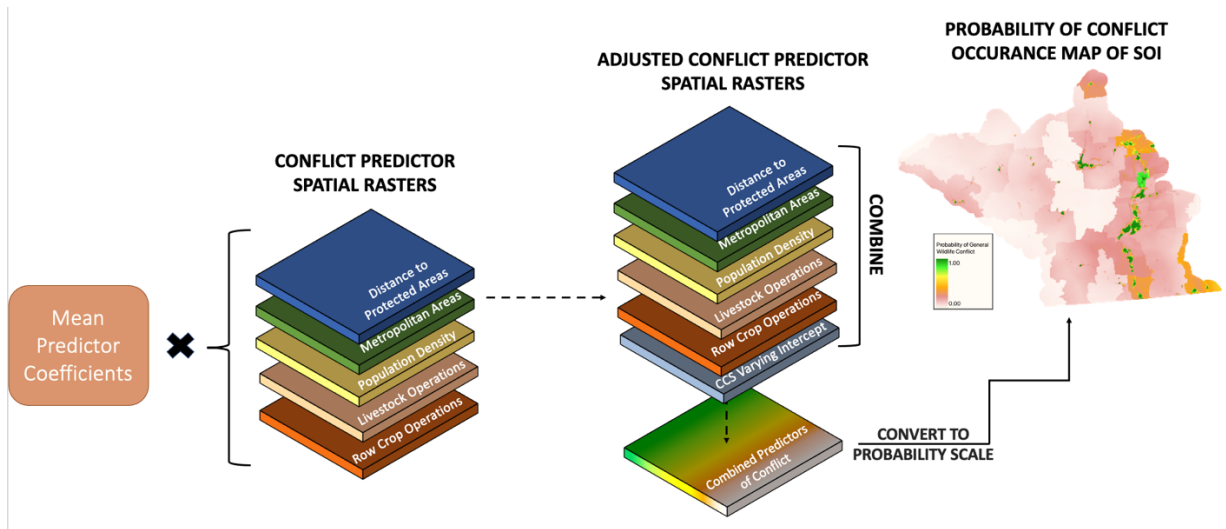 PROBABILITY OF CONFLICT
OCCURANCE MAP OF SOI
ADJUSTED CONFLICT PREDICTOR
SPATIAL RASTERS
CONFLICT PREDICTOR
SPATIAL RASTERS
Mean
Predictor
Coefficients
Distance to
Protected Areas
Metropolitan Areas
Population Density
Livestock Operations
Row Crop Operations
Distance to
Protected Areas
Metropolitan Areas
Population Density
Livestock Operations
Row Crop Operations
CCS Varying Intercept
COMBINE
Combined Predictors
of Conflict
CONVERT TO
PROBABILITY SCALE
Probability of General
Wildlife Conflict
1.00
0.00